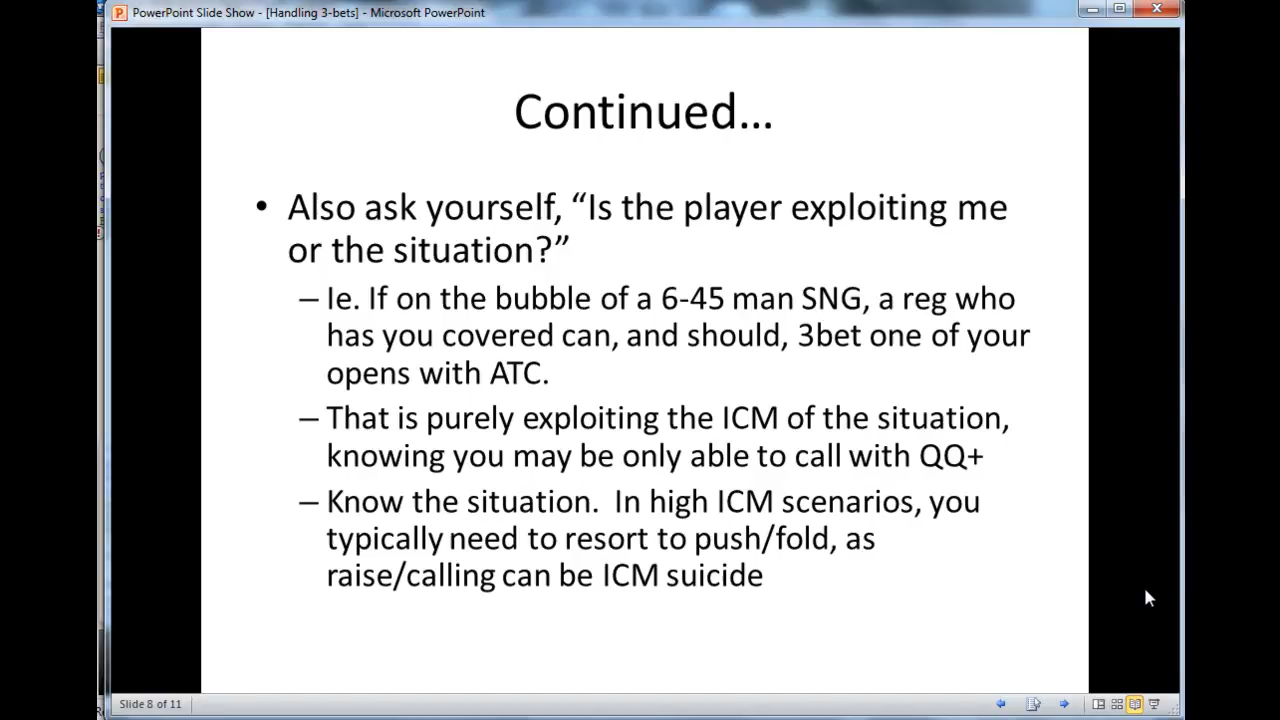 PowerPoint Slide Show - [Handling 3-bets] - Microsoft PowerPoint
Continued...
• Also ask yourself, “Is the player exploiting me
or the situation?”
– Ie. If on the bubble of a 6-45 man SNG, a reg who
has you covered can, and should, 3bet one of your
opens with ATC.
– That is purely exploiting the ICM of the situation,
knowing you may be only able to call with QQ+
– Know the situation.  In high ICM scenarios, you
typically need to resort to push/fold, as
raise/calling can be ICM suicide
Slide 8 of 11